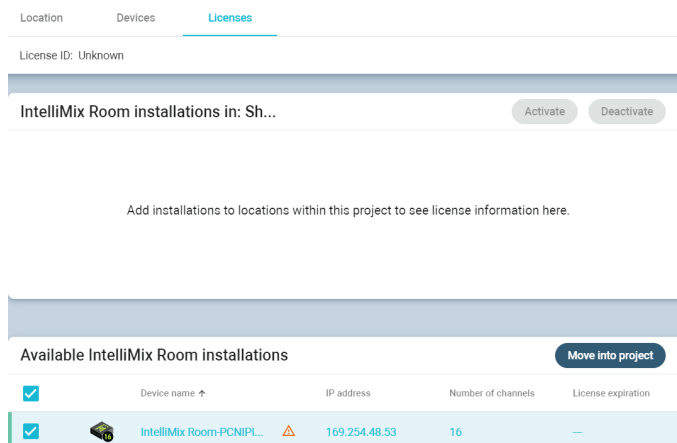 Location Devices Licenses
License ID: Unknown
IntelliMix Room installations in: Sh... Activate Deactivate
Add installations to locations within this project to see license information here.
Available IntelliMix Room installations Move into project
Device name ↑ IP address Number of channels License expiration
16 IntelliMix Room-PCNIPI... 169.254.48.53 16 —